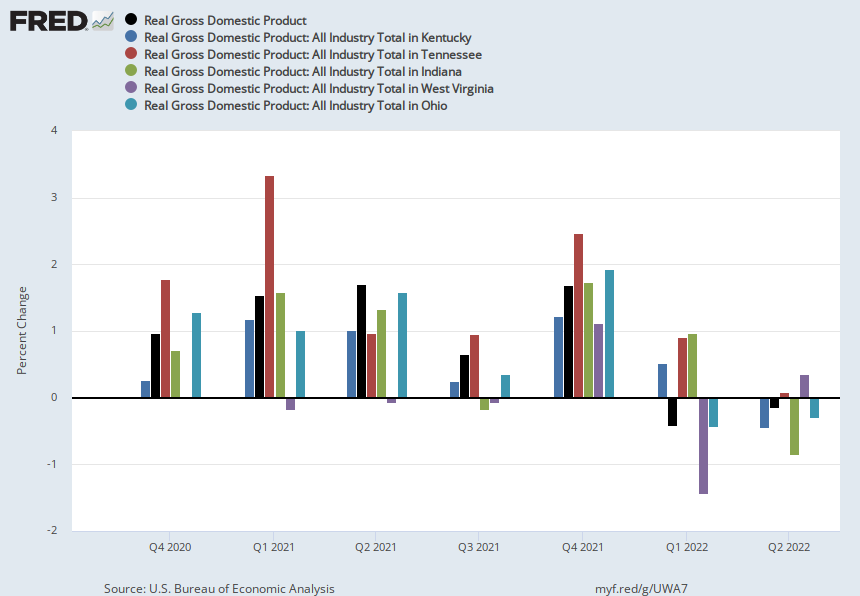 FRED
Real Gross Domestic Product
Real Gross Domestic Product: All Industry Total in Kentucky
Real Gross Domestic Product: All Industry Total in Tennessee
Real Gross Domestic Product: All Industry Total in Indiana
Real Gross Domestic Product: All Industry Total in West Virginia
Real Gross Domestic Product: All Industry Total in Ohio
Percent Change
4
3
2
1
0
-1
-2
Q4 2020 Q1 2021 Q2 2021 Q3 2021 Q4 2021 Q1 2022 Q2 2022
Source: U.S. Bureau of Economic Analysis myf.red/g/UWA7